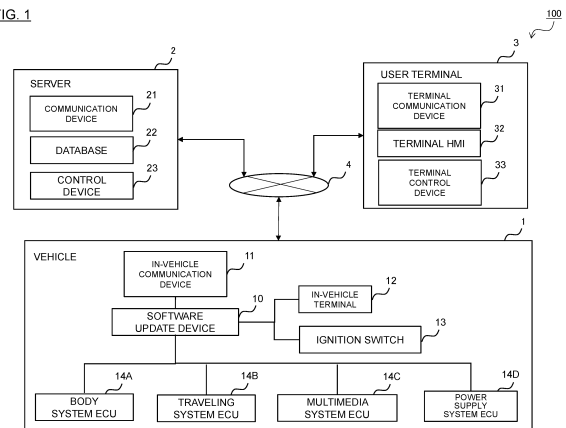 FIG. 1
100
2
SERVER
21
COMMUNICATION
DEVICE
22
DATABASE
23
CONTROL
DEVICE
3
USER TERMINAL
31
TERMINAL
COMMUNICATION
DEVICE
32
TERMINAL HMI
33
TERMINAL
CONTROL
DEVICE
4
1
VEHICLE
11
IN-VEHICLE
COMMUNICATION
DEVICE
10
SOFTWARE
UPDATE DEVICE
12
IN-VEHICLE
TERMINAL
13
IGNITION SWITCH
14A
BODY
SYSTEM ECU
14B
TRAVELING
SYSTEM ECU
14C
MULTIMEDIA
SYSTEM ECU
14D
POWER
SUPPLY
SYSTEM ECU